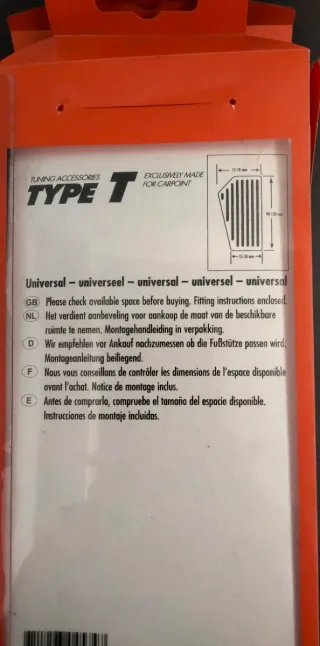 TUNING ACCESSORIES
TYPE T
EXCLUSIVELY MADE
FOR CARPOINT
Universal – universeel – universal – universel – universal
GB Please check available space before buying. Fitting instructions enclosed.
NL Het verdient aanbeveling voor aankoop de maat van de beschikbare
ruimte te nemen. Montagehandleiding in verpakking.
D Wir empfehlen vor Ankauf nachzumessen ob die Fußstütze passen wird.
Montageanleitung beiliegend.
F Nous vous conseillons de contrôler les dimensions de l'espace disponible
avant l'achat. Notice de montage inclus.
E Antes de comprarlo, compruebe el tamaño del espacio disponible.
Instrucciones de montaje incluidas.